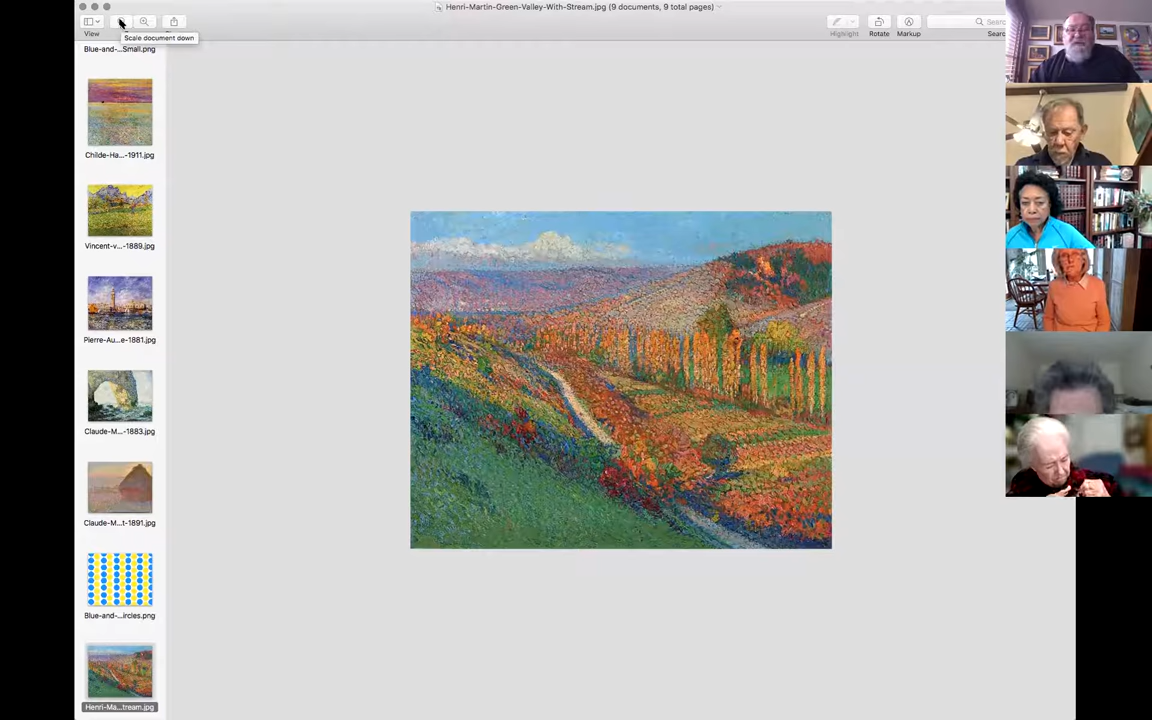 Henri-Martin-Green-Valley-With-Stream.jpg (9 documents, 9 total pages)
View
Scale document down
Highlight
Rotate
Markup
Searc
Searc
Blue-and-...Small.png
Childe-Ha...-1911.jpg
Vincent-v...-1889.jpg
Pierre-Au...e-1881.jpg
Claude-M...-1883.jpg
Claude-M...t-1891.jpg
Blue-and-...ircles.png
Henri-Ma...tream.jpg